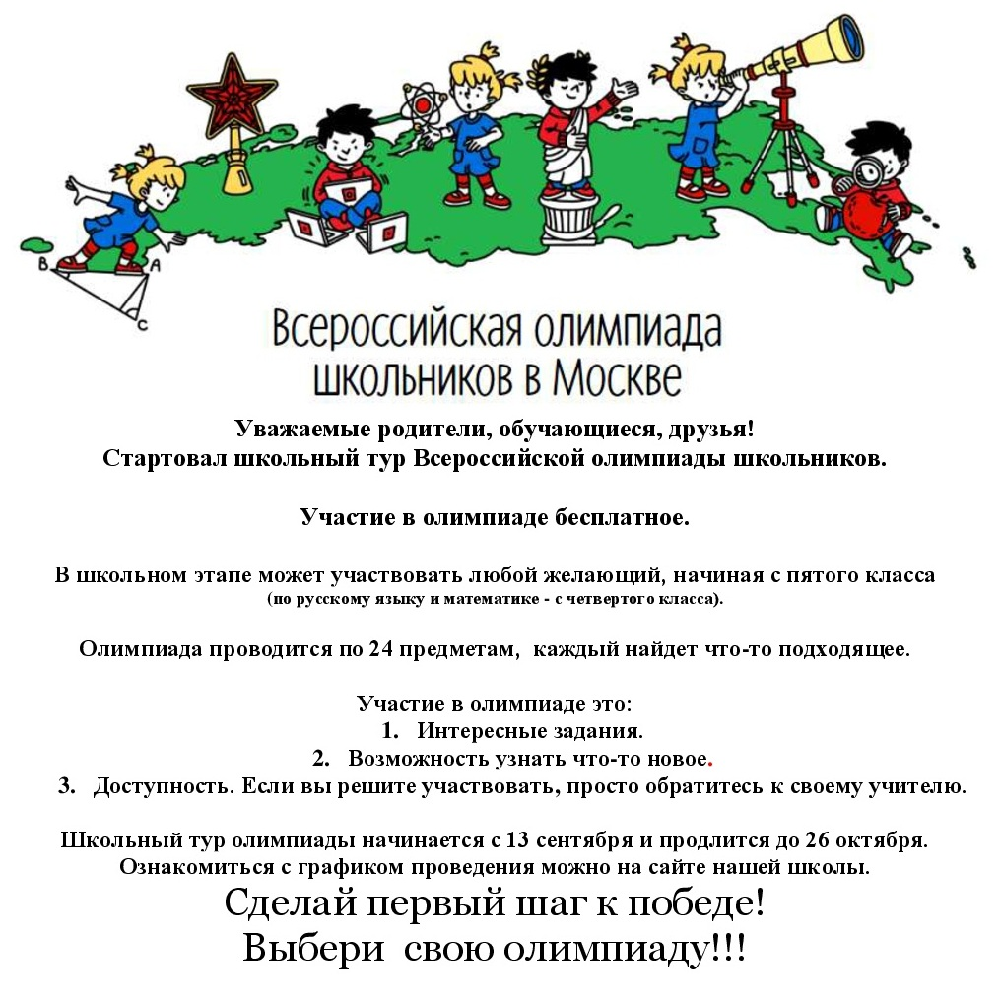 B A
C
Всероссийская олимпиада
школьников в Москве
Уважаемые родители, обучающиеся, друзья!
Стартовал школьный тур Всероссийской олимпиады школьников.
Участие в олимпиаде бесплатное.
В школьном этапе может участвовать любой желающий, начиная с пятого класса
(по русскому языку и математике - с четвертого класса).
Олимпиада проводится по 24 предметам, каждый найдет что-то подходящее.
Участие в олимпиаде это:
1. Интересные задания.
2. Возможность узнать что-то новое.
3. Доступность. Если вы решите участвовать, просто обратитесь к своему учителю.
Школьный тур олимпиады начинается с 13 сентября и продлится до 26 октября.
Ознакомиться с графиком проведения можно на сайте нашей школы.
Сделай первый шаг к победе!
Выбери свою олимпиаду!!!